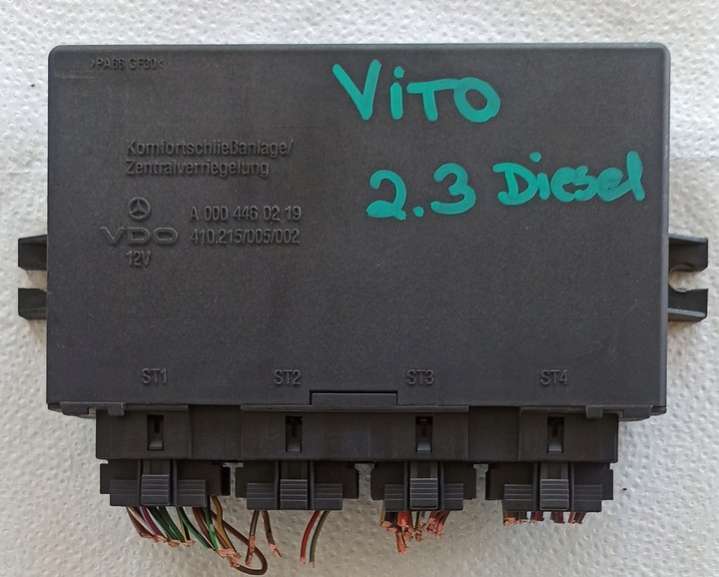 >PA66 GF30<
VITO
2.3 Diesel
Komfortschließanlage/
Zentralverriegelung
A 000 446 02 19
VDO 410.215/005/002
12V
ST1 ST2 ST3 ST4